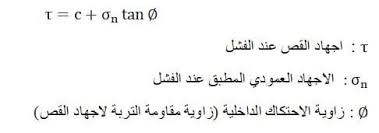 τ = c + σn tan Ø
τ : اجهاد القص عند الفشل
σn : الاجهاد العمودي المطبق عند الفشل
Ø : زاوية الاحتكاك الداخلية (زاوية مقاومة التربة لاجهاد القص)